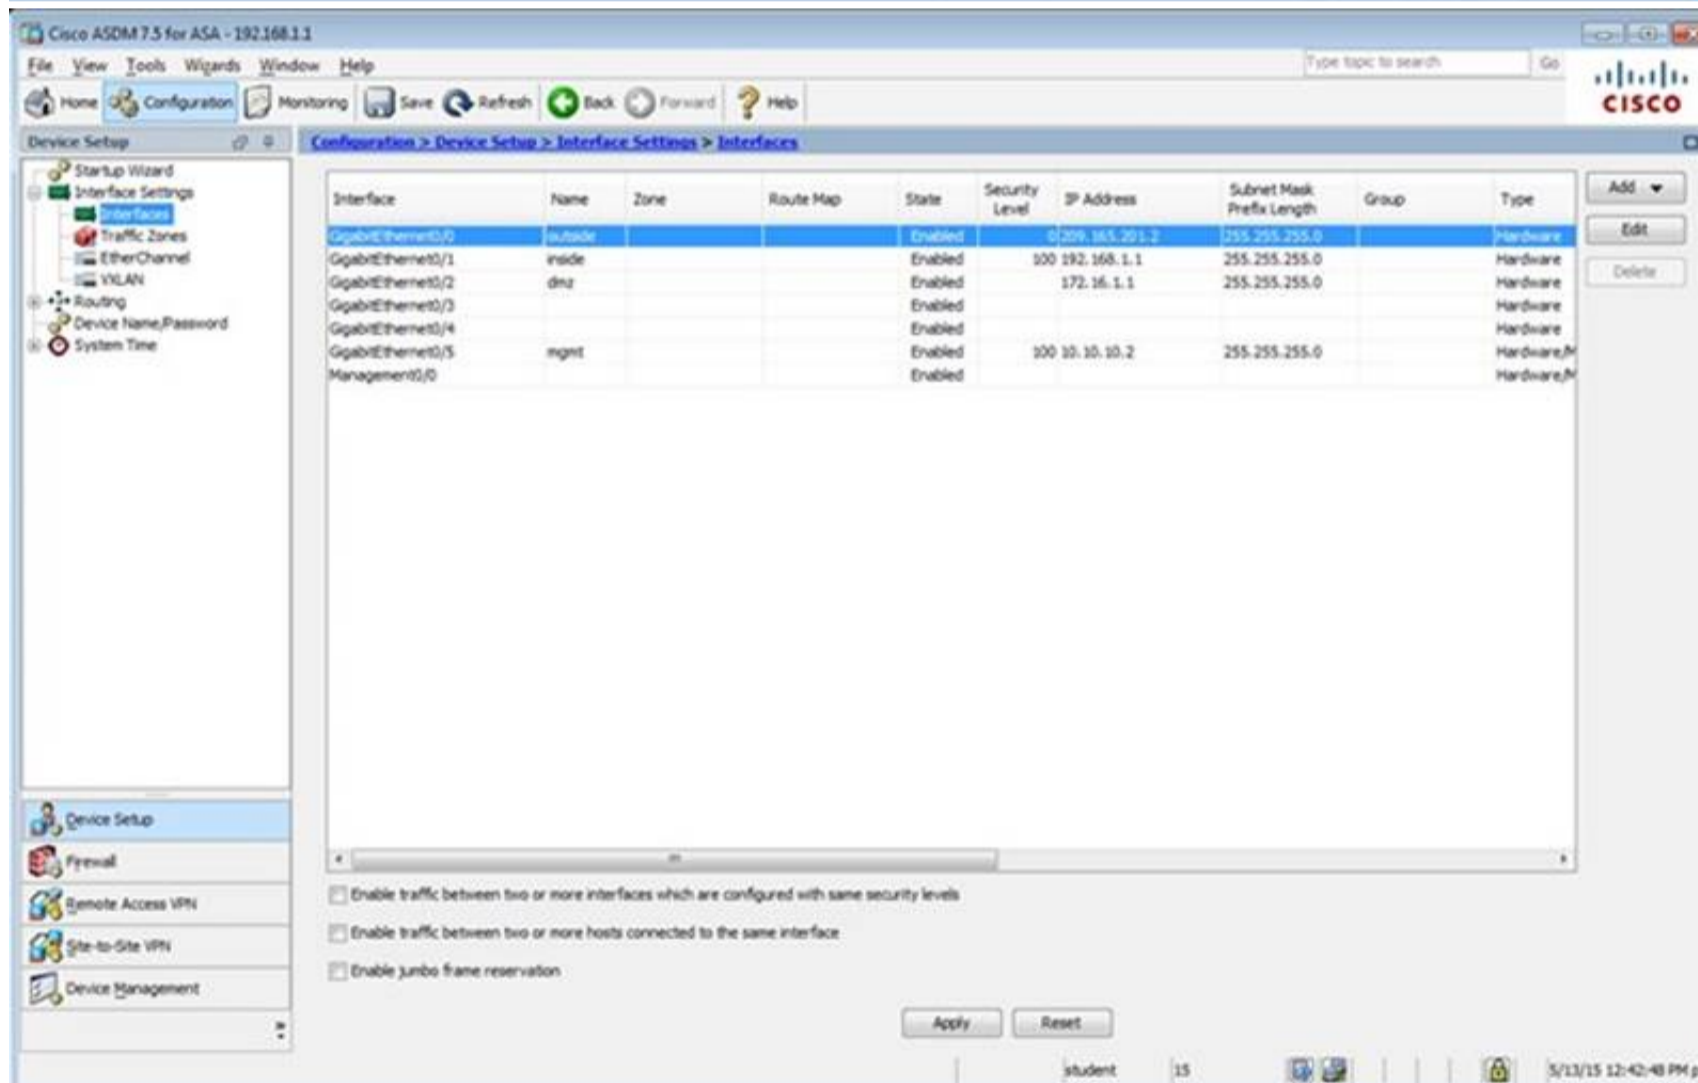 Cisco ASDM 7.5 for ASA - 192.168.1.1
File View Tools Wizards Window Help
Type topic to search Go
Home Configuration Monitoring Save Refresh Back Forward Help
CISCO
Device Setup
Configuration > Device Setup > Interface Settings > Interfaces
Startup Wizard
Interface Settings
Interfaces
Traffic Zones
EtherChannel
VXLAN
Routing
Device Name/Password
System Time
Interface Name Zone Route Map State Security Level IP Address Subnet Mask Prefix Length Group Type
GigabitEthernet0/0 outside Enabled 0 209.165.201.2 255.255.255.0 Hardware
GigabitEthernet0/1 inside Enabled 100 192.168.1.1 255.255.255.0 Hardware
GigabitEthernet0/2 dmz Enabled 172.16.1.1 255.255.255.0 Hardware
GigabitEthernet0/3 Enabled Hardware
GigabitEthernet0/4 Enabled Hardware
GigabitEthernet0/5 mgmt Enabled 100 10.10.10.2 255.255.255.0 Hardware/M
Management0/0 Enabled Hardware/M
Add
Edit
Delete
Device Setup
Firewall
Remote Access VPN
Site-to-Site VPN
Device Management
Enable traffic between two or more interfaces which are configured with same security levels
Enable traffic between two or more hosts connected to the same interface
Enable jumbo frame reservation
Apply Reset
student 15 5/13/15 12:42:48 PM p